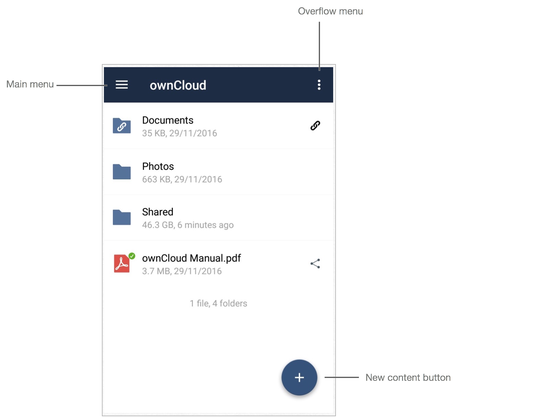 Overflow menu
Main menu
ownCloud
Documents
35 KB, 29/11/2016
Photos
663 KB, 29/11/2016
Shared
46.3 GB, 6 minutes ago
ownCloud Manual.pdf
3.7 MB, 29/11/2016
1 file, 4 folders
New content button